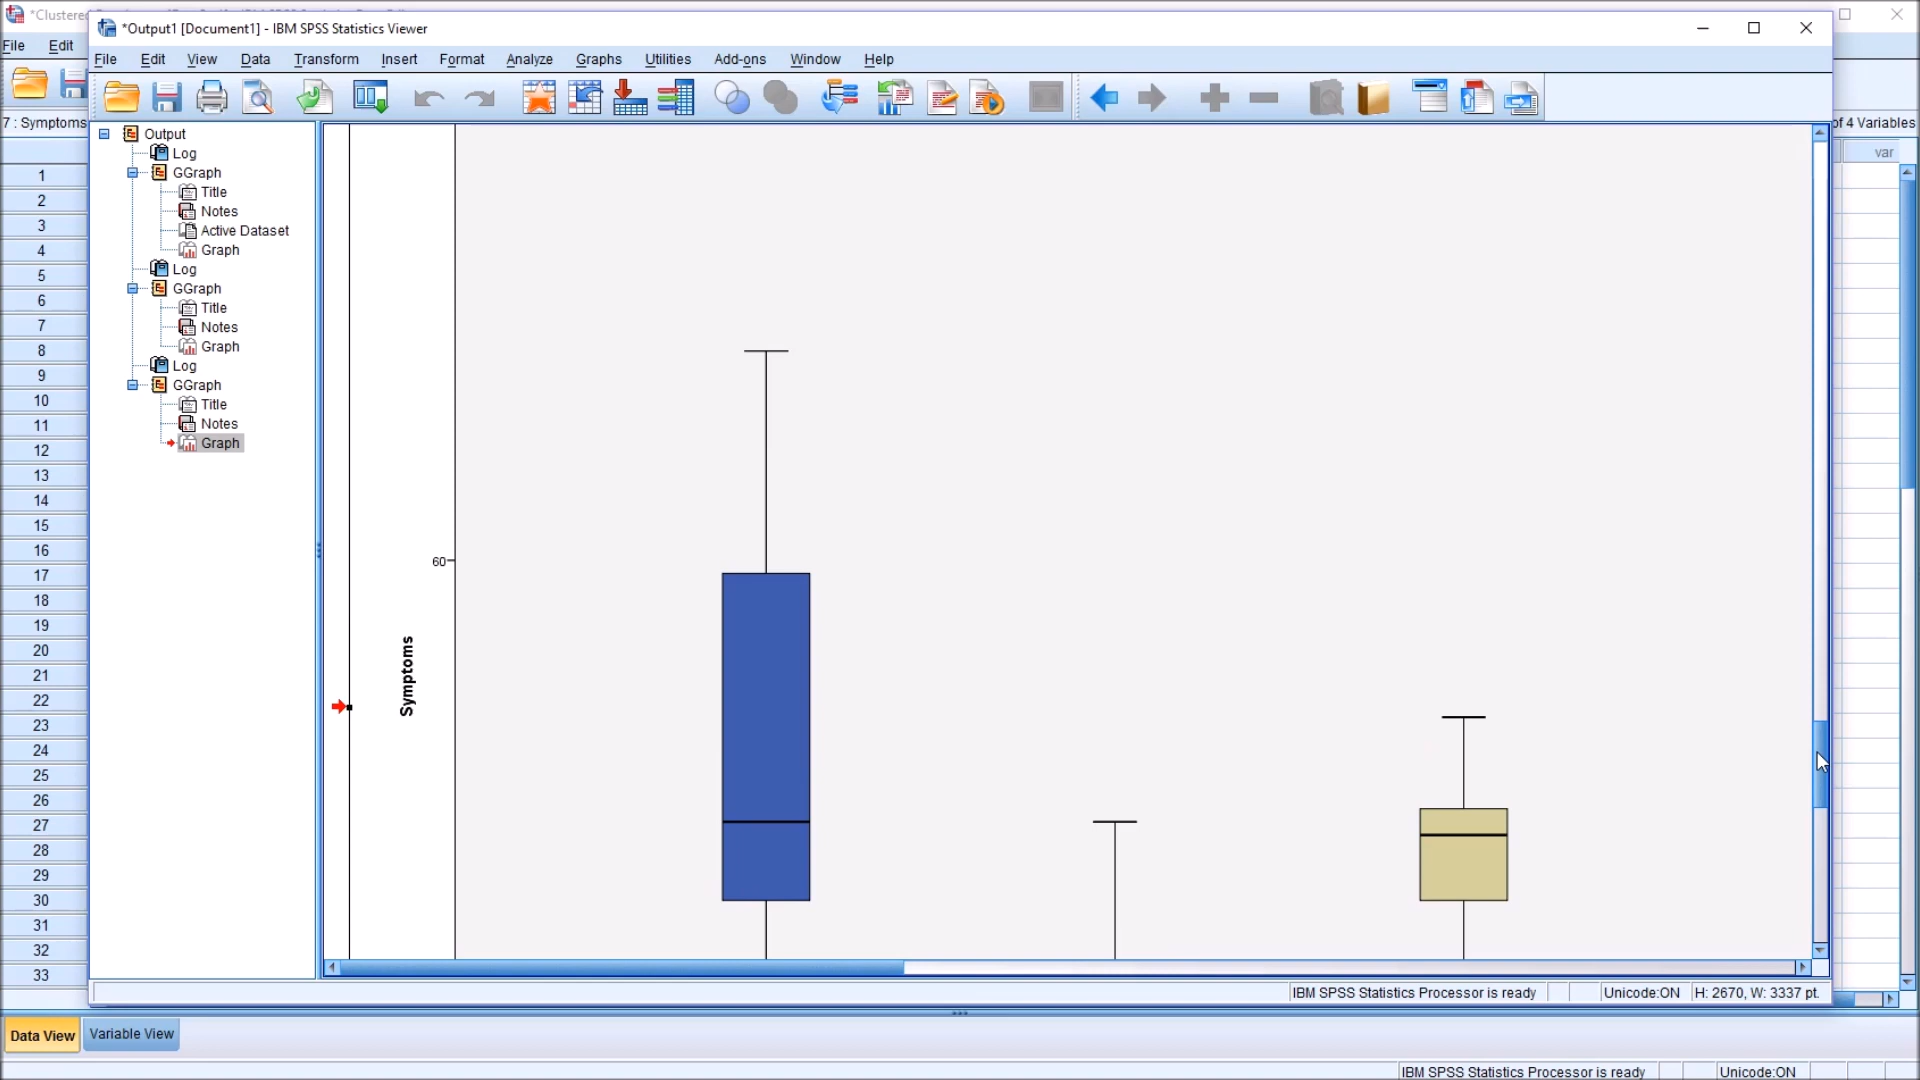 *Clustere
*Output1 [Document1] - IBM SPSS Statistics Viewer
File Edit
File Edit View Data Transform Insert Format Analyze Graphs Utilities Add-ons Window Help
7 : Symptoms
of 4 Variables
var
Output
Log
GGraph
Title
Notes
Active Dataset
Graph
Log
GGraph
Title
Notes
Graph
Log
GGraph
Title
Notes
Graph
1
2
3
4
5
6
7
8
9
10
11
12
13
14
15
16
17
18
19
20
21
22
23
24
25
26
27
28
29
30
31
32
33
60
Symptoms
IBM SPSS Statistics Processor is ready Unicode:ON H: 2670, W: 3337 pt.
Data View Variable View
IBM SPSS Statistics Processor is ready Unicode:ON